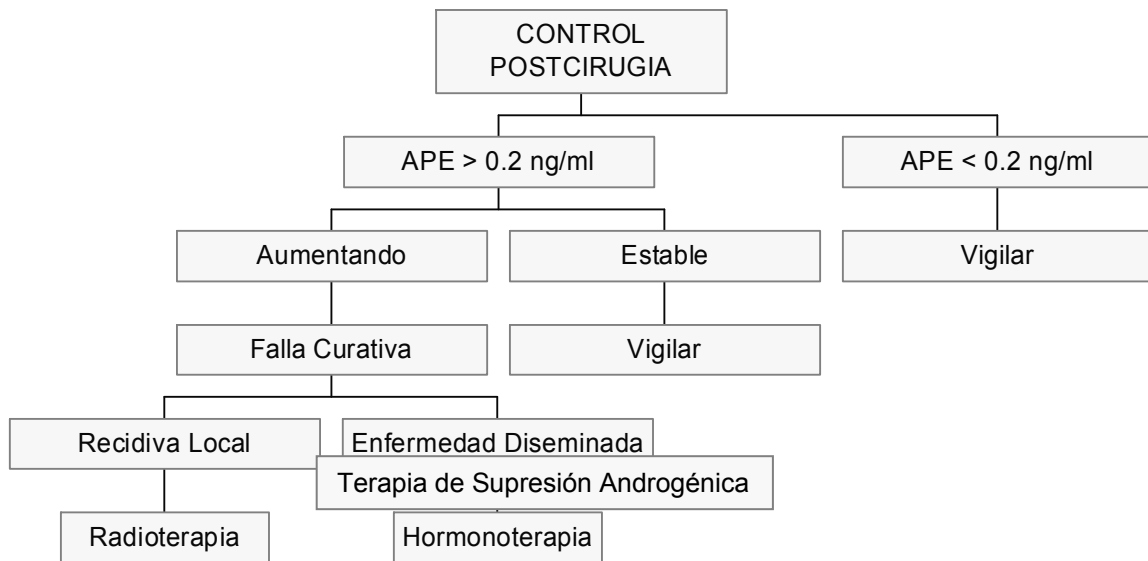 CONTROL
POSTCIRUGIA
APE > 0.2 ng/ml
APE < 0.2 ng/ml
Aumentando
Estable
Vigilar
Falla Curativa
Vigilar
Recidiva Local
Enfermedad Diseminada
Terapia de Supresión Androgénica
Radioterapia
Hormonoterapia